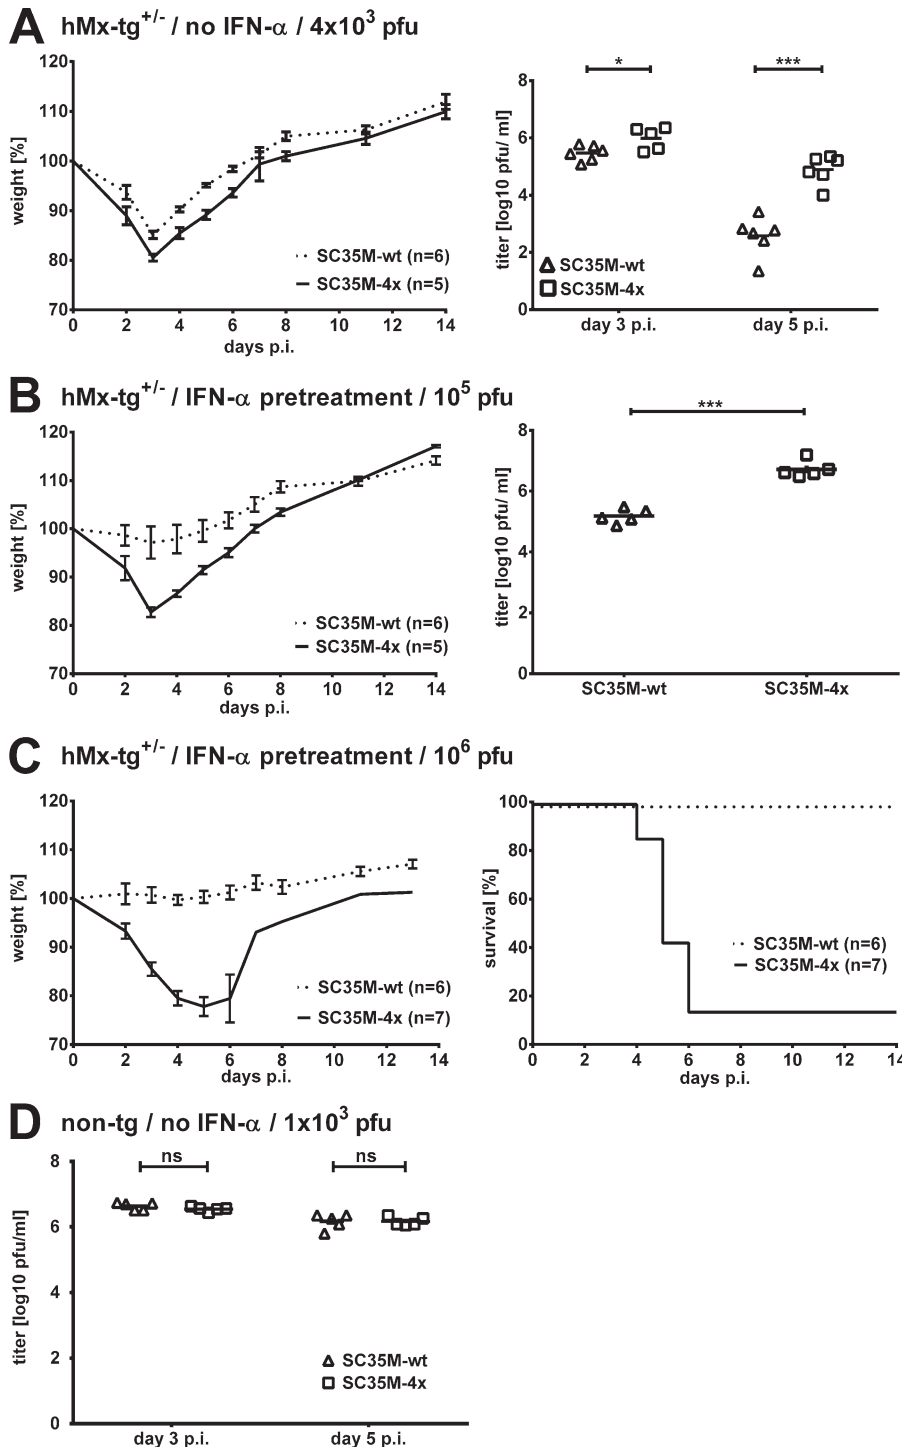 A hMx-tg+/- / no IFN-α / 4x10³ pfu
120
110
100
90
80
70
weight [%]
SC35M-wt (n=6)
SC35M-4x (n=5)
0 2 4 6 8 10 12 14
days p.i.
* ***
8
6
4
2
0
titer [log10 pfu/ ml]
SC35M-wt
SC35M-4x
day 3 p.i. day 5 p.i.
B hMx-tg+/- / IFN-α pretreatment / 10⁵ pfu
120
110
100
90
80
70
weight [%]
SC35M-wt (n=6)
SC35M-4x (n=5)
0 2 4 6 8 10 12 14
days p.i.
***
8
6
4
2
0
titer [log10 pfu/ ml]
SC35M-wt SC35M-4x
C hMx-tg+/- / IFN-α pretreatment / 10⁶ pfu
120
110
100
90
80
70
weight [%]
SC35M-wt (n=6)
SC35M-4x (n=7)
0 2 4 6 8 10 12 14
days p.i.
100
80
60
40
20
0
survival [%]
SC35M-wt (n=6)
SC35M-4x (n=7)
0 2 4 6 8 10 12 14
days p.i.
D non-tg / no IFN-α / 1x10³ pfu
ns ns
8
6
4
2
0
titer [log10 pfu/ml]
SC35M-wt
SC35M-4x
day 3 p.i. day 5 p.i.